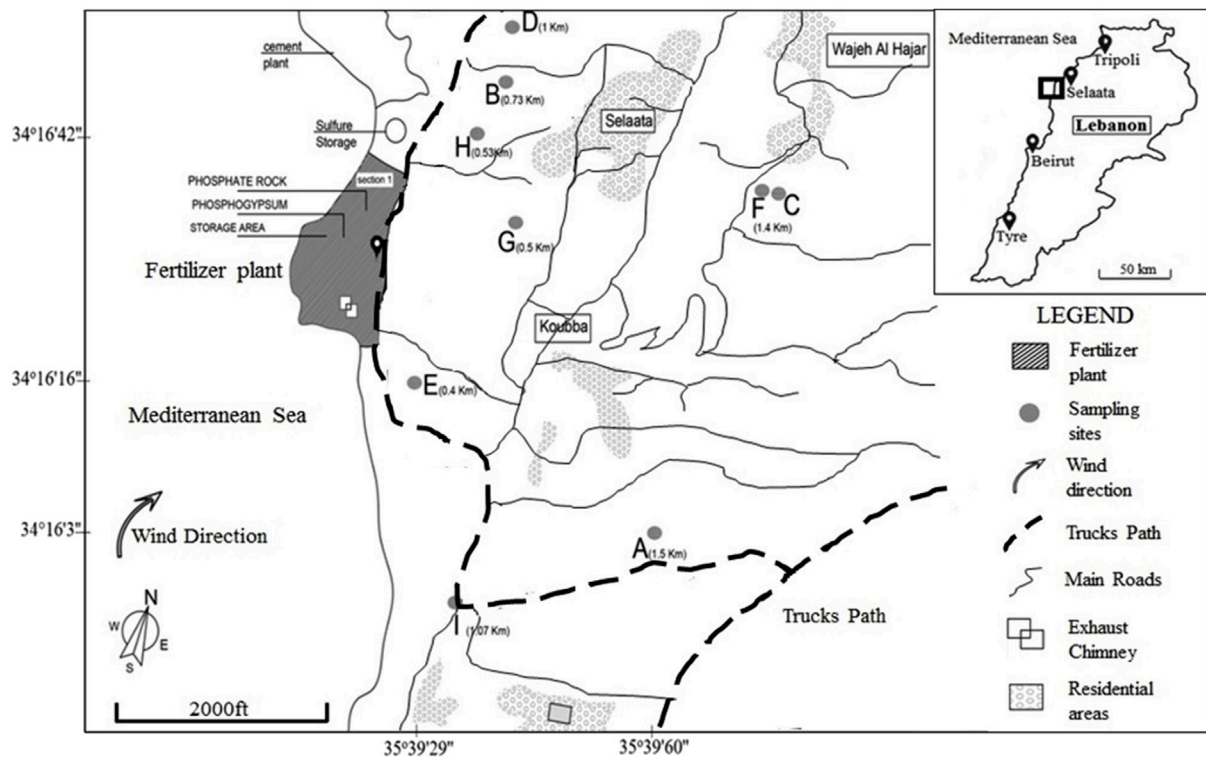 cement
plant
D(1 Km)
B(0.73 Km)
Sulfure
Storage
H(0.53Km)
34°16'42"
Selaata
Wajeh Al Hajar
section 1
PHOSPHATE ROCK
PHOSPHOGYPSUM
STORAGE AREA
F C
(1.4 Km)
G(0.5 Km)
Fertilizer plant
Koubba
34°16'16"
E(0.4 Km)
Mediterranean Sea
Wind Direction
34°16'3"
A(1.5 Km)
I(1.07 Km)
Trucks Path
N
W
E
S
2000ft
35°39'29"
35°39'60"
Mediterranean Sea
Tripoli
Selaata
Lebanon
Beirut
Tyre
50 km
LEGEND
Fertilizer
plant
Sampling
sites
Wind
direction
Trucks Path
Main Roads
Exhaust
Chimney
Residential
areas